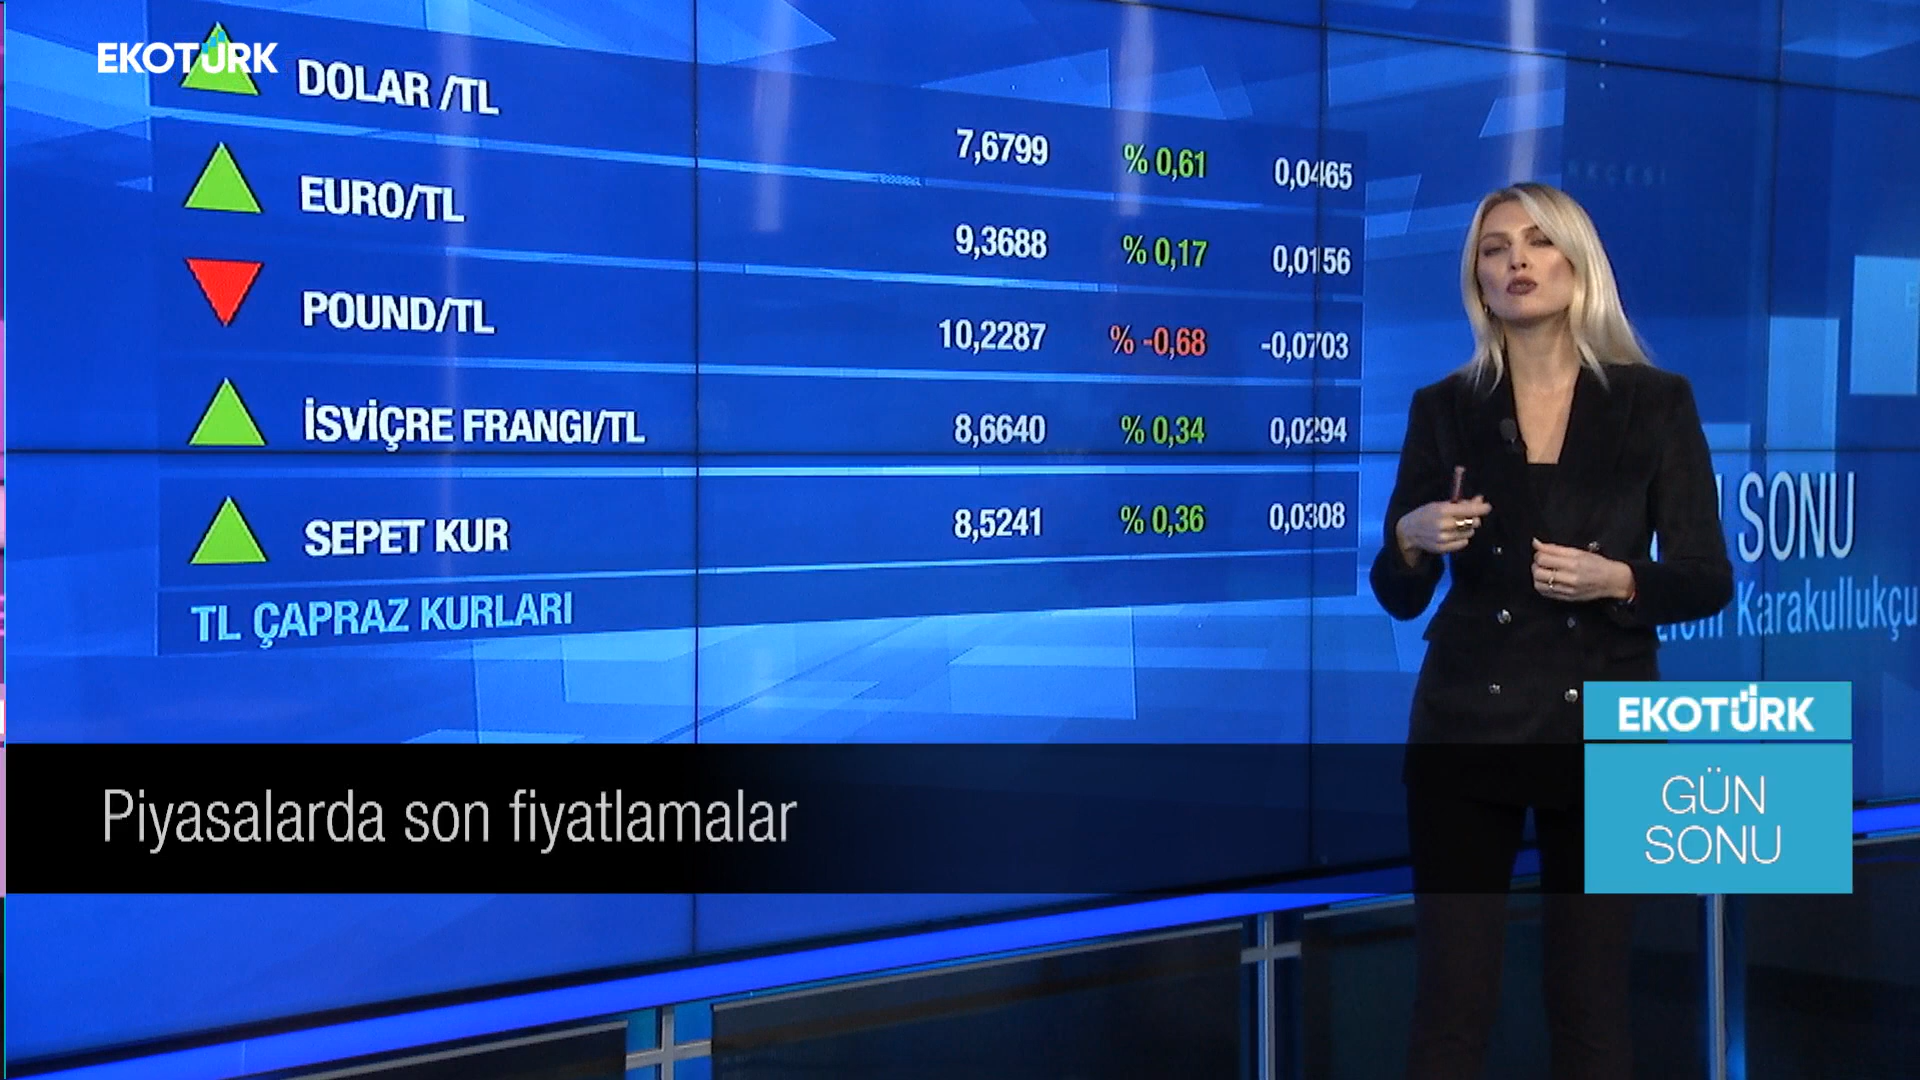 EKOTÜRK
DOLAR /TL 7,6799 % 0,61 0,0465
EURO/TL 9,3688 % 0,17 0,0156
POUND/TL 10,2287 % -0,68 -0,0703
İSVİÇRE FRANGI/TL 8,6640 % 0,34 0,0294
SEPET KUR 8,5241 % 0,36 0,0308
TL ÇAPRAZ KURLARI
SONU
Karakullukçu
EKOTÜRK
GÜN
SONU
Piyasalarda son fiyatlamalar